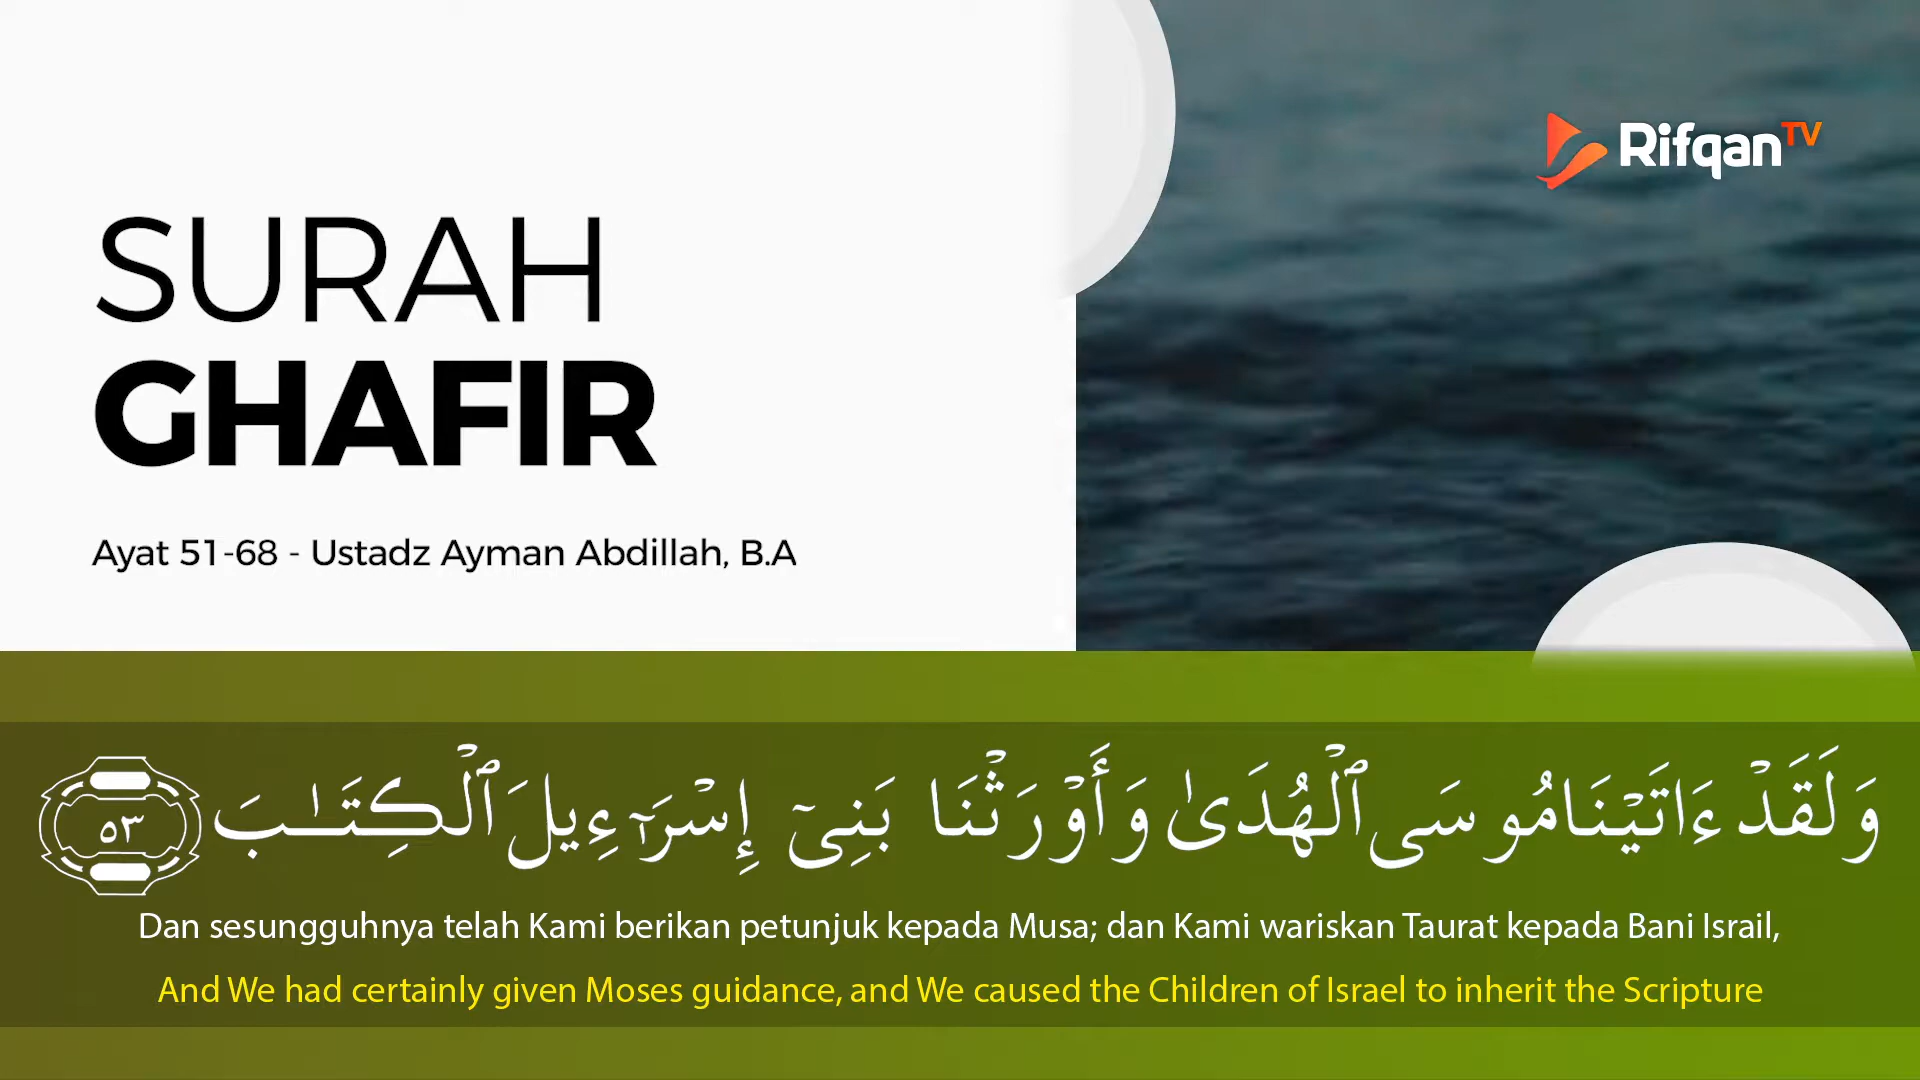 RifqanTV
SURAH
GHAFIR
Ayat 51-68 - Ustadz Ayman Abdillah, B.A
وَلَقَدْ ءَاتَيْنَا مُوسَى ٱلْهُدَىٰ وَأَوْرَثْنَا بَنِىٓ إِسْرَٰٓءِيلَ ٱلْكِتَـٰبَ ٥٣
Dan sesungguhnya telah Kami berikan petunjuk kepada Musa; dan Kami wariskan Taurat kepada Bani Israil,
And We had certainly given Moses guidance, and We caused the Children of Israel to inherit the Scripture